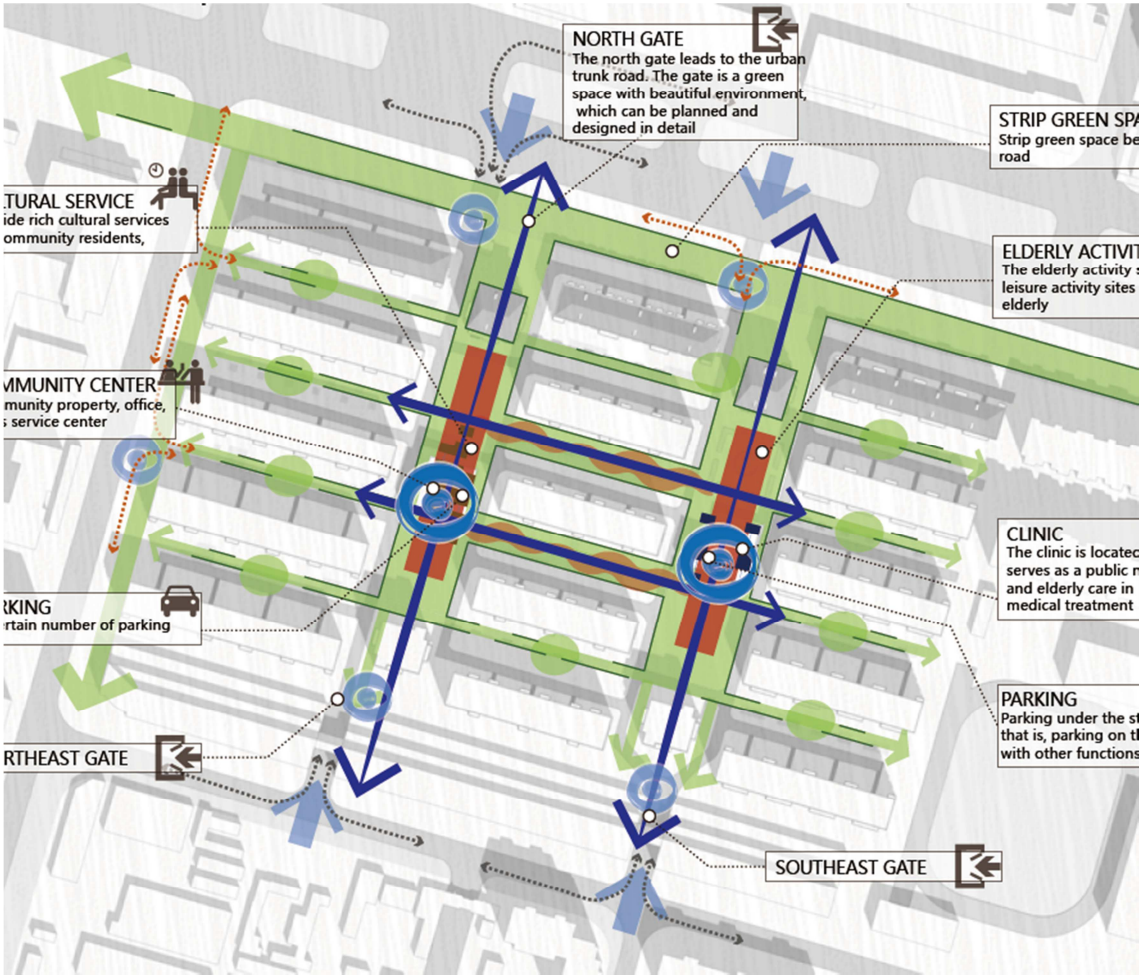 NORTH GATE
The north gate leads to the urban
trunk road. The gate is a green
space with beautiful environment,
which can be planned and
designed in detail
STRIP GREEN SPA
Strip green space be
road
TURAL SERVICE
ide rich cultural services
ommunity residents,
ELDERLY ACTIVIT
The elderly activity s
leisure activity sites
elderly
MMUNITY CENTER
munity property, office,
s service center
CLINIC
The clinic is located
serves as a public n
and elderly care in
medical treatment
RKING
ertain number of parking
PARKING
Parking under the st
that is, parking on th
with other functions
RTHEAST GATE
SOUTHEAST GATE